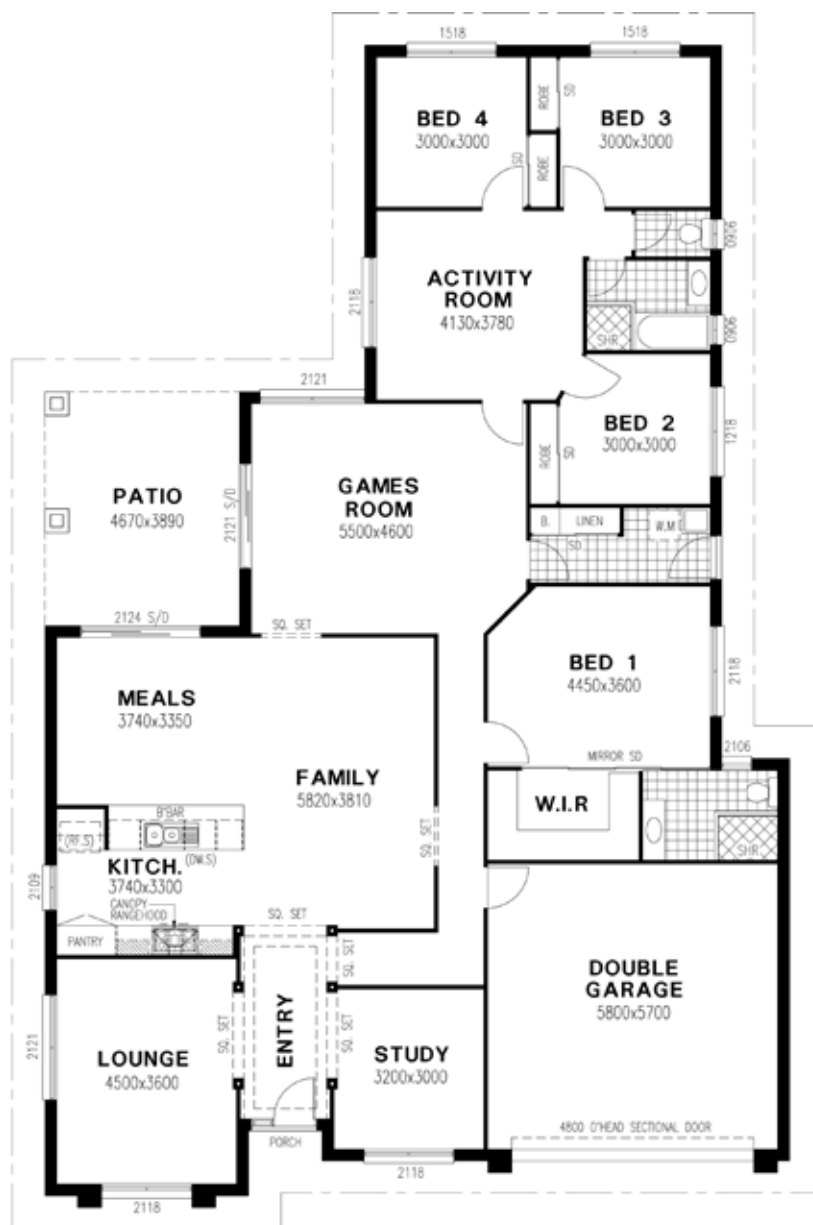 1518
1518
BED 4
3000x3000
ROBE
SD
BED 3
3000x3000
SD
ROBE
0906
ACTIVITY
ROOM
4130x3780
2118
SHR.
0906
2121
BED 2
3000x3000
ROBE
SD
1218
PATIO
4670x3890
2121 S/D
GAMES
ROOM
5500x4600
B.
LINEN
W.M
SD
2124 S/D
SQ. SET
BED 1
4450x3600
2118
MEALS
3740x3350
MIRROR SD
2106
FAMILY
5820x3810
W.I.R
B'BAR
(RF.S)
(DW.S)
SQ. SET
SHR.
KITCH.
3740x3300
2109
CANOPY
RANGEHOOD
PANTRY
SQ. SET
SQ. SET
DOUBLE
GARAGE
5800x5700
2121
LOUNGE
4500x3600
SQ. SET
ENTRY
SQ. SET
STUDY
3200x3000
4800 O'HEAD SECTIONAL DOOR
PORCH
2118
2118